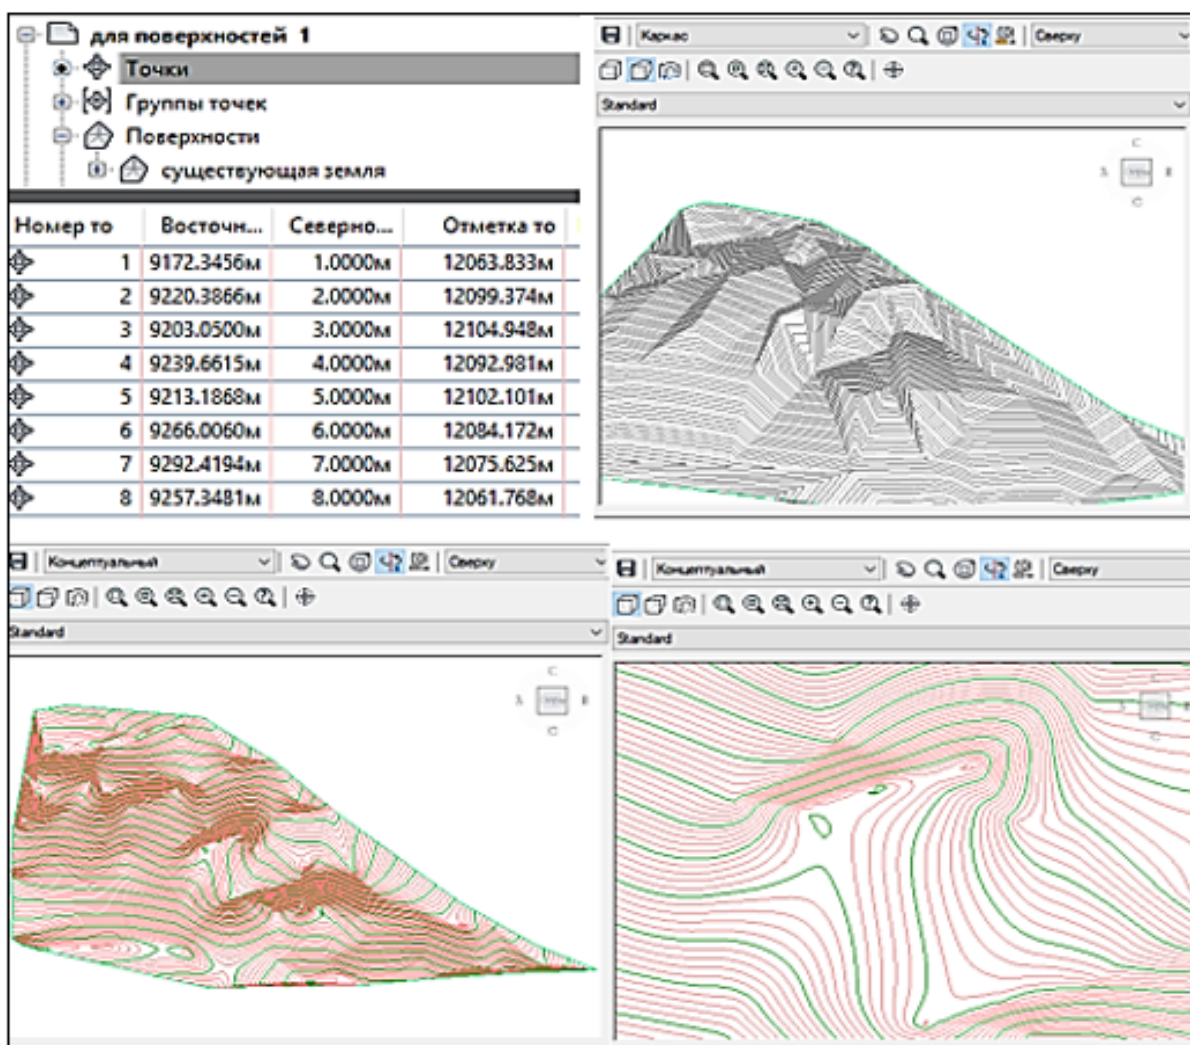 для поверхностей 1
Точки
Группы точек
Поверхности
существующая земля
Номер то Восточн... Северно... Отметка то
1 9172.3456м 1.0000м 12063.833м
2 9220.3866м 2.0000м 12099.374м
3 9203.0500м 3.0000м 12104.948м
4 9239.6615м 4.0000м 12092.981м
5 9213.1868м 5.0000м 12102.101м
6 9266.0060м 6.0000м 12084.172м
7 9292.4194м 7.0000м 12075.625м
8 9257.3481м 8.0000м 12061.768м
Каркас Сверху
Standard
С
З В
Ю
Концептуальный Сверху
Standard
Концептуальный Сверху
Standard